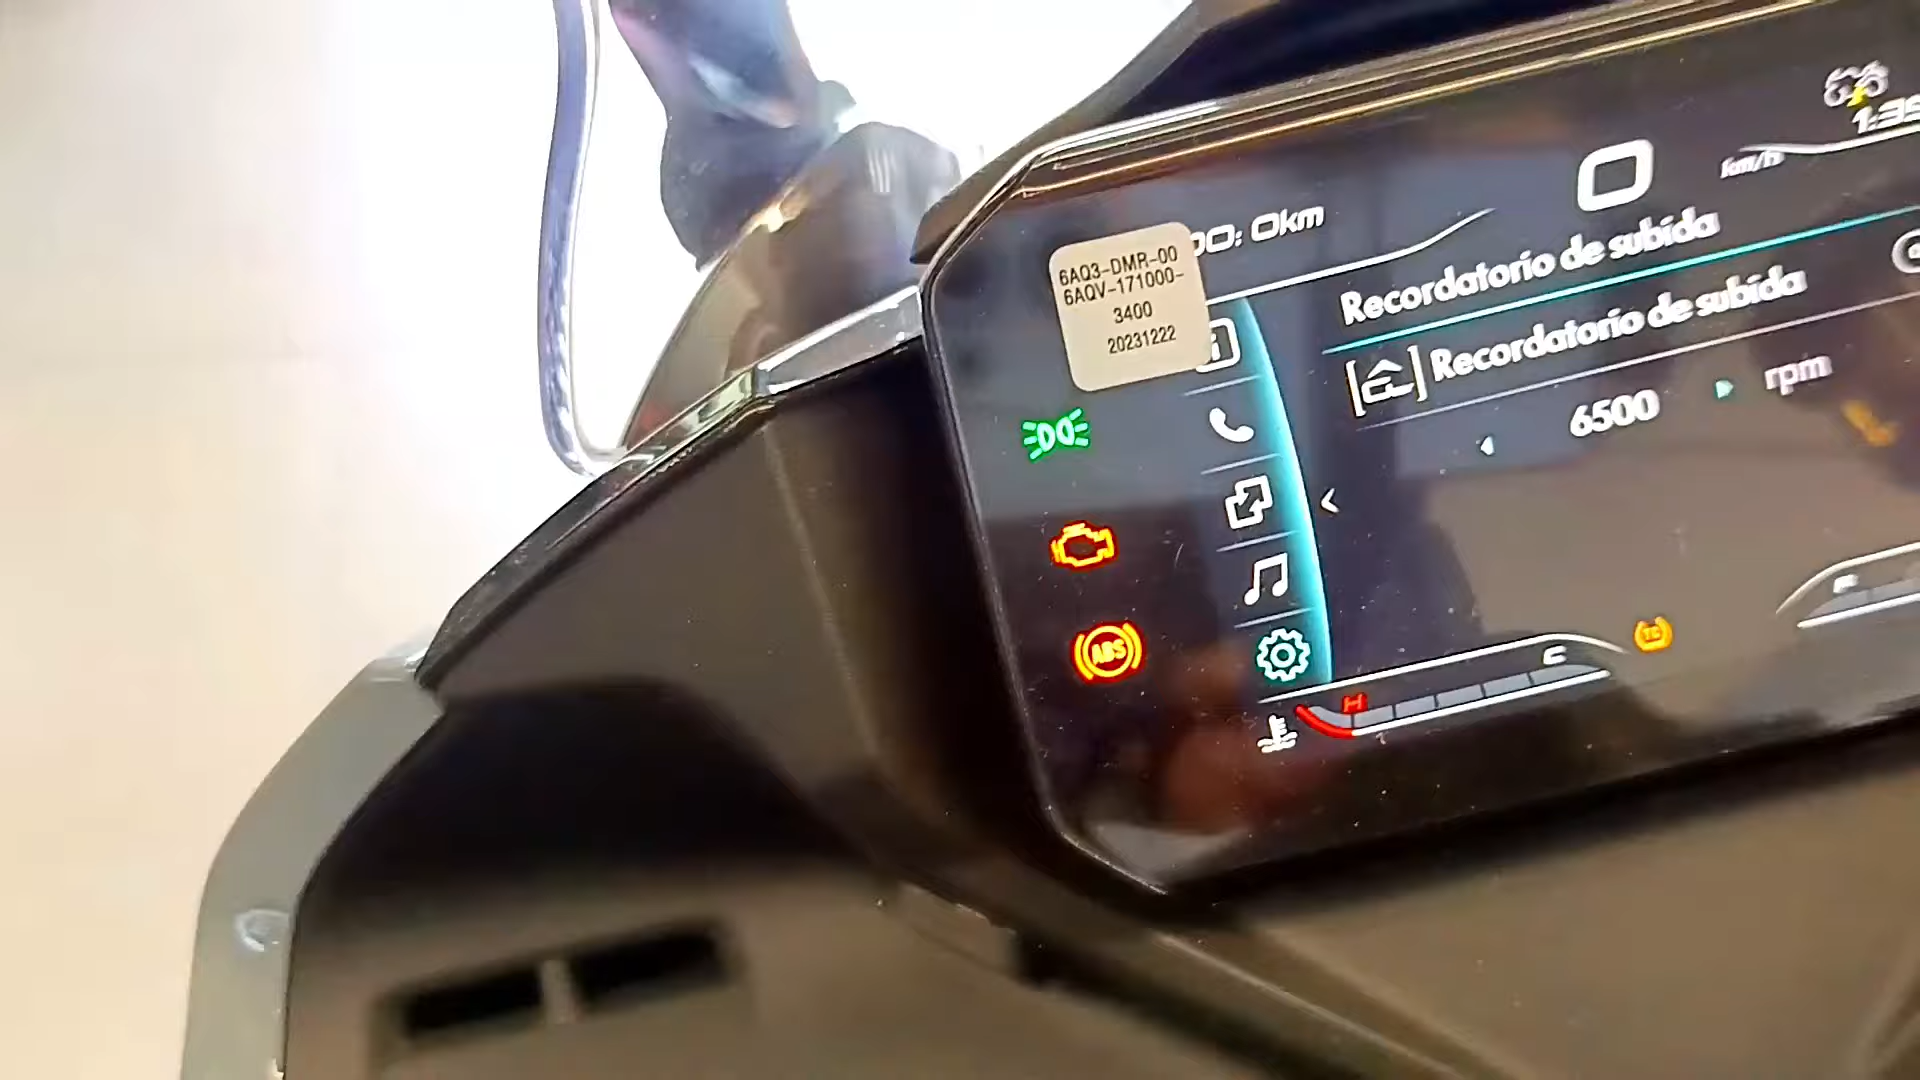 0
km/h
6AQ3-DMR-00
6AQV-171000-
3400
20231222
0km
Recordatorio de subida
Recordatorio de subida
6500
rpm
ABS
TC
H
C